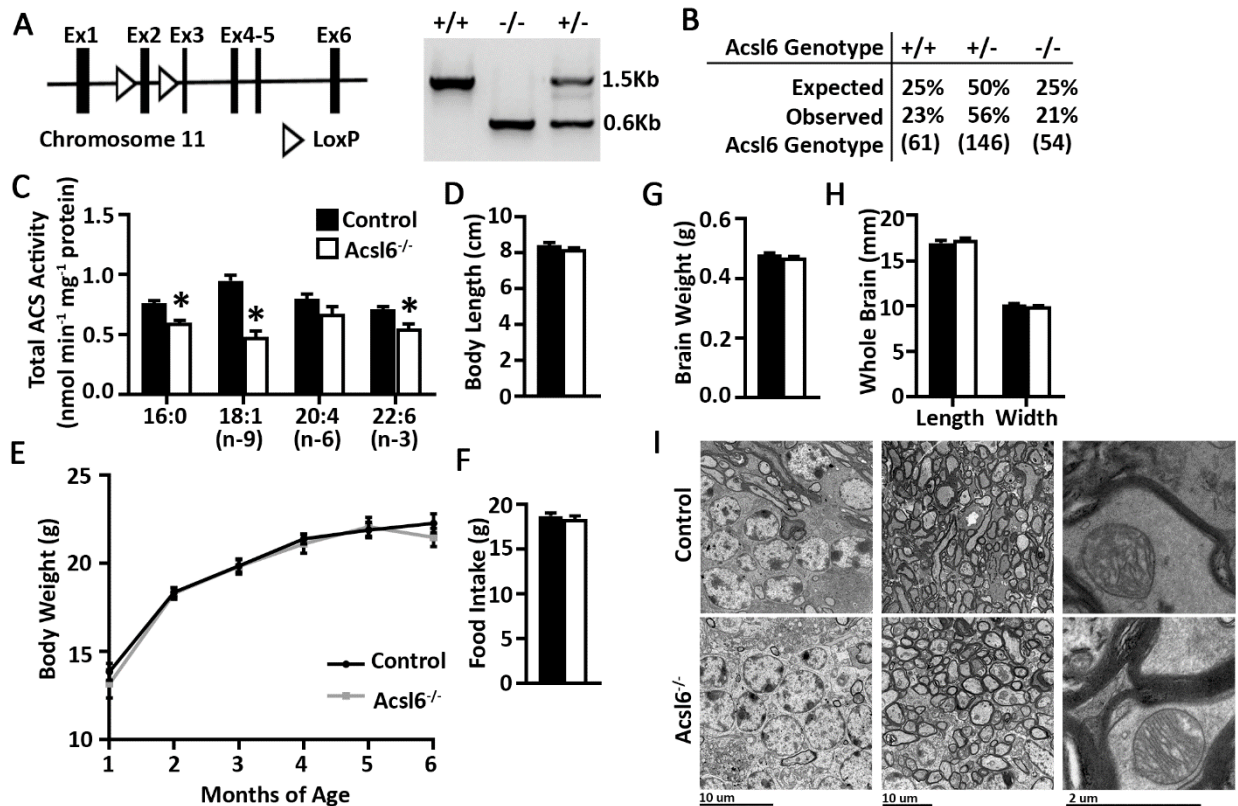 A
Ex1 Ex2 Ex3 Ex4-5 Ex6
Chromosome 11
LoxP
+/+ -/- +/-
1.5Kb
0.6Kb
B
Acsl6 Genotype +/+ +/- -/-
Expected 25% 50% 25%
Observed 23% 56% 21%
Acsl6 Genotype (61) (146) (54)
C
Total ACS Activity
(nmol min⁻¹ mg⁻¹ protein)
1.5
1.0
0.5
0.0
Control
Acsl6⁻/⁻
*
*
*
16:0 18:1 20:4 22:6
(n-9) (n-6) (n-3)
D
Body Length (cm)
10
8
6
4
2
0
G
Brain Weight (g)
0.6
0.4
0.2
0.0
H
Whole Brain (mm)
20
15
10
5
0
Length Width
E
Body Weight (g)
25
20
15
10
Control
Acsl6⁻/⁻
1 2 3 4 5 6
Months of Age
F
Food Intake (g)
20
18
15
10
5
0
I
Control
Acsl6⁻/⁻
10 um
10 um
2 um